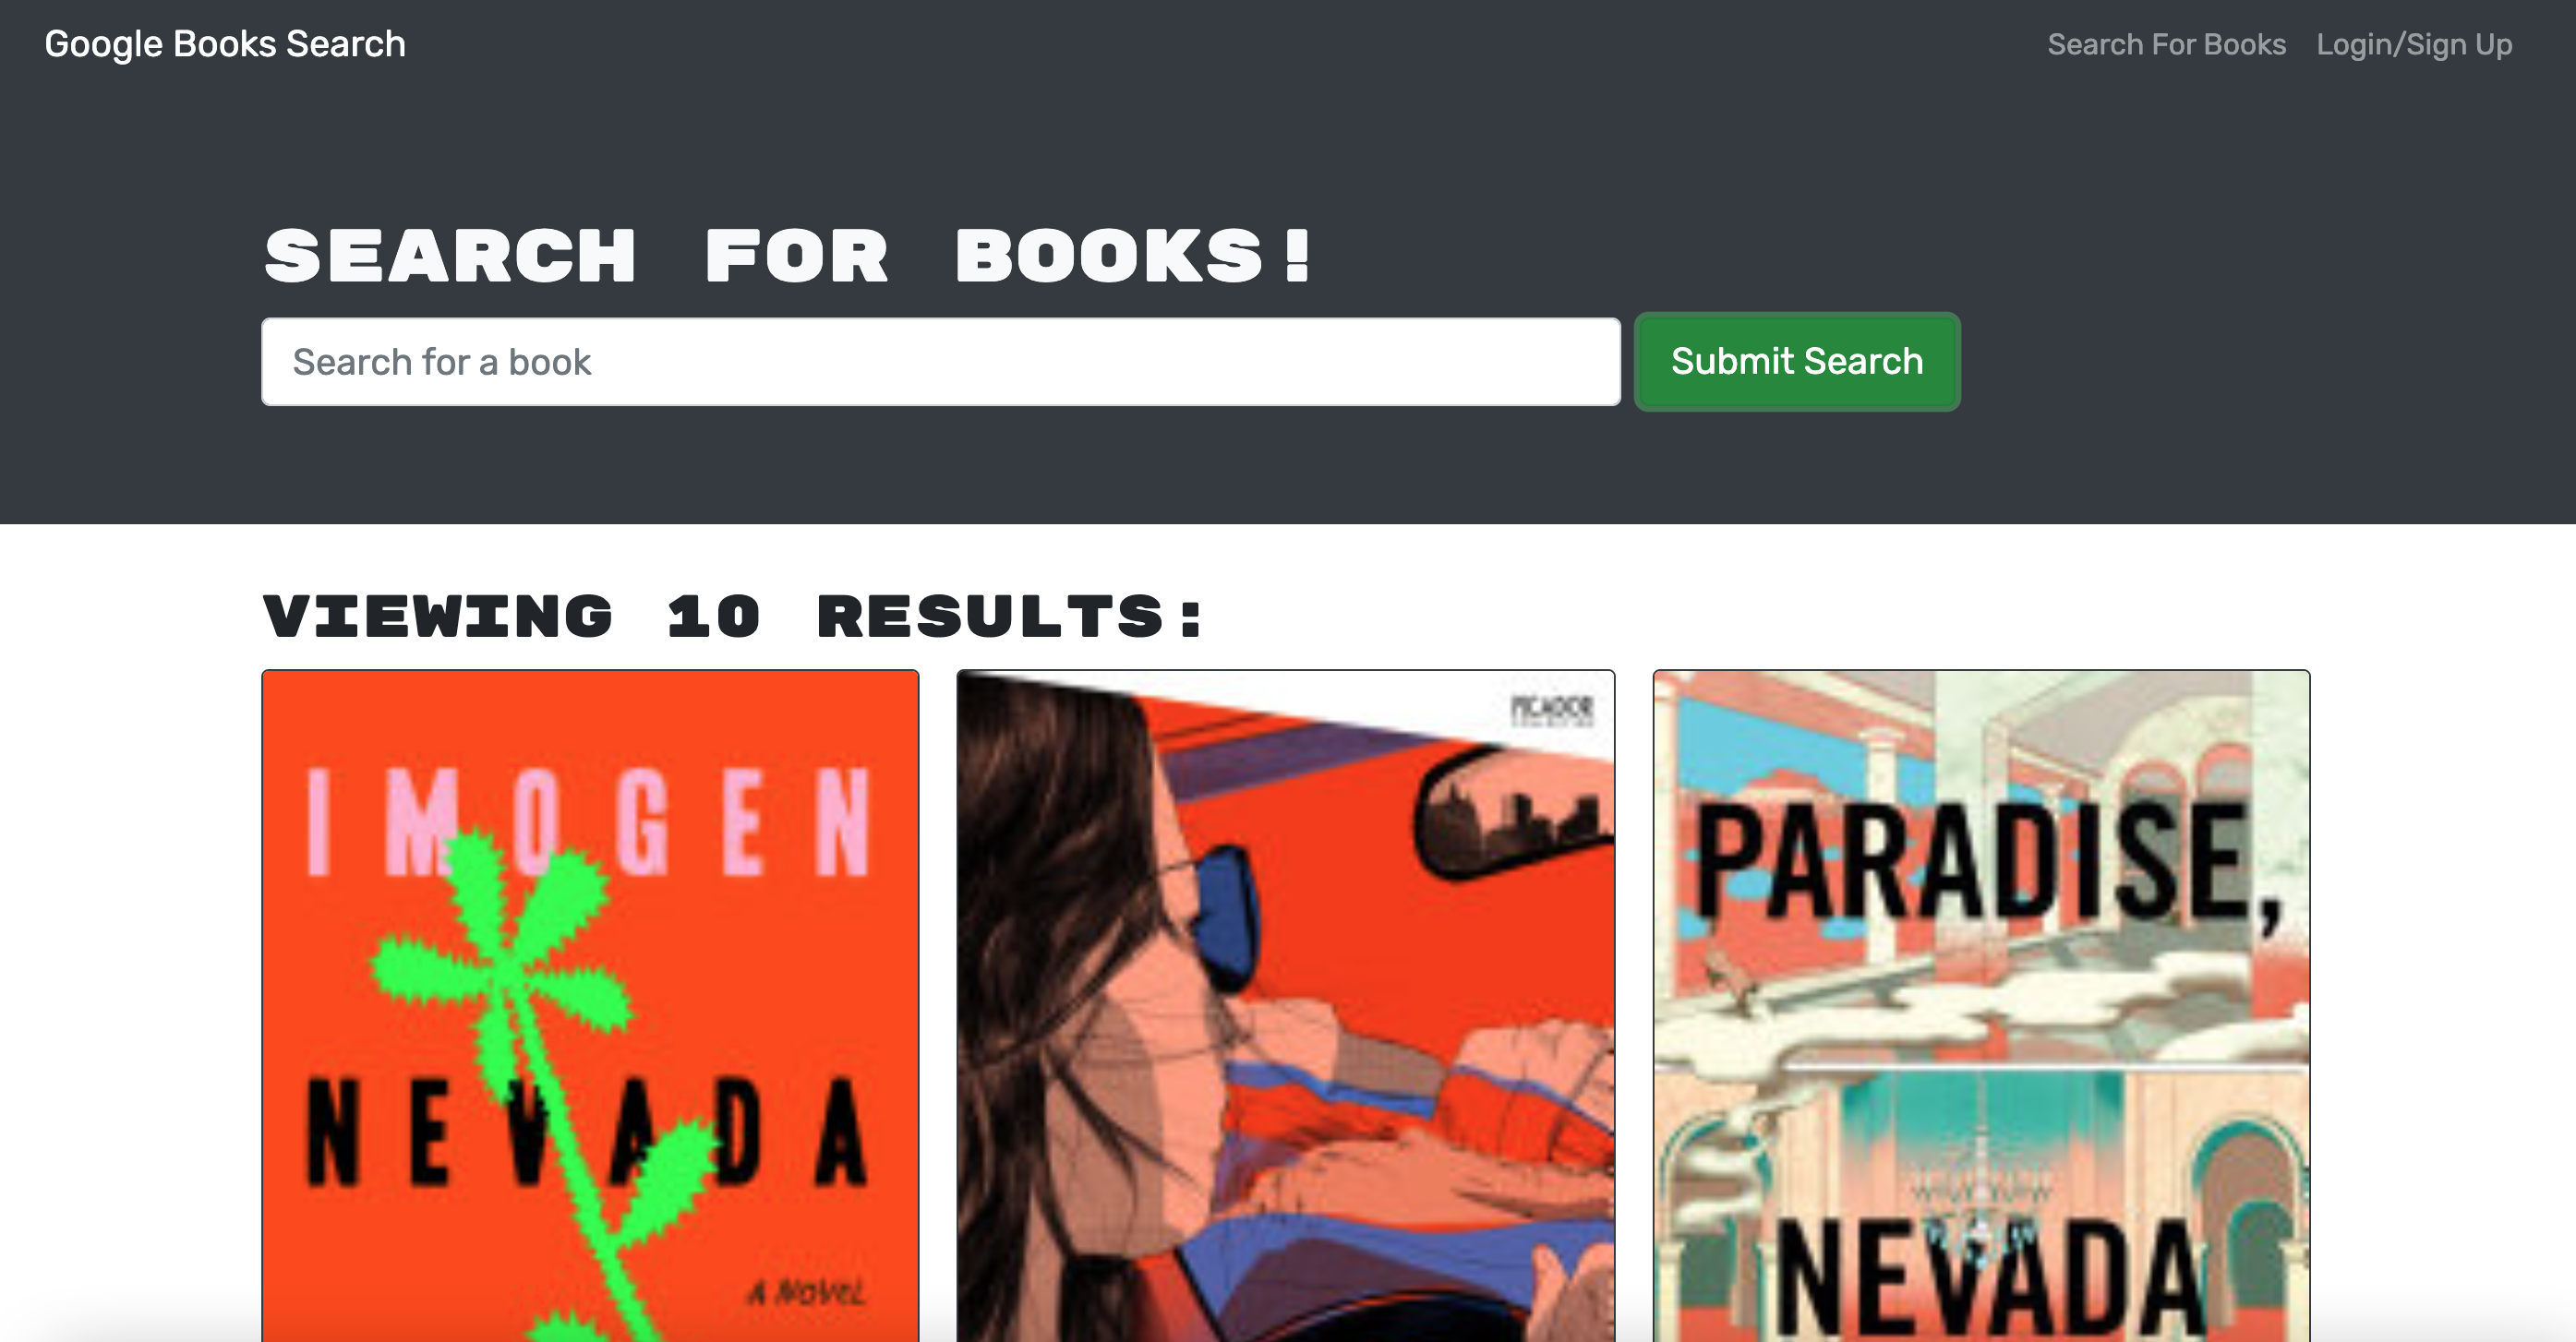 Google Books Search
Search For Books
Login/Sign Up
SEARCH FOR BOOKS!
Search for a book
Submit Search
VIEWING 10 RESULTS:
IMOGEN
NEVADA
A NOVEL
PICADOR
PARADISE,
NEVADA